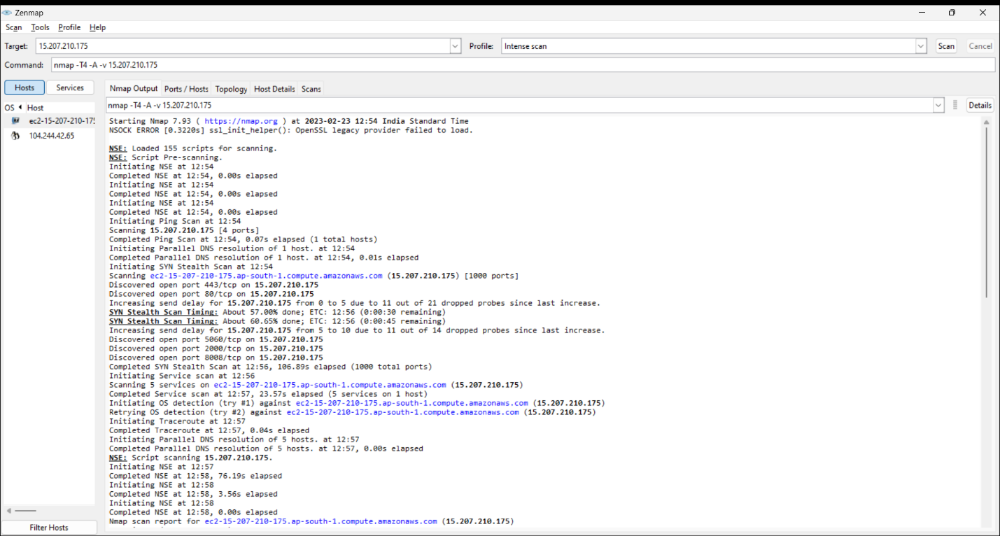 Zenmap
Scan Tools Profile Help
Target: 15.207.210.175 Profile: Intense scan Scan Cancel
Command: nmap -T4 -A -v 15.207.210.175
Hosts Services
Nmap Output Ports / Hosts Topology Host Details Scans
OS Host
ec2-15-207-210-175
104.244.42.65
Filter Hosts
nmap -T4 -A -v 15.207.210.175 Details
Starting Nmap 7.93 ( https://nmap.org ) at 2023-02-23 12:54 India Standard Time
NSOCK ERROR [0.3220s] ssl_init_helper(): OpenSSL legacy provider failed to load.
NSE: Loaded 155 scripts for scanning.
NSE: Script Pre-scanning.
Initiating NSE at 12:54
Completed NSE at 12:54, 0.00s elapsed
Initiating NSE at 12:54
Completed NSE at 12:54, 0.00s elapsed
Initiating NSE at 12:54
Completed NSE at 12:54, 0.00s elapsed
Initiating Ping Scan at 12:54
Scanning 15.207.210.175 [4 ports]
Completed Ping Scan at 12:54, 0.07s elapsed (1 total hosts)
Initiating Parallel DNS resolution of 1 host. at 12:54
Completed Parallel DNS resolution of 1 host. at 12:54, 0.01s elapsed
Initiating SYN Stealth Scan at 12:54
Scanning ec2-15-207-210-175.ap-south-1.compute.amazonaws.com (15.207.210.175) [1000 ports]
Discovered open port 443/tcp on 15.207.210.175
Discovered open port 80/tcp on 15.207.210.175
Increasing send delay for 15.207.210.175 from 0 to 5 due to 11 out of 21 dropped probes since last increase.
SYN Stealth Scan Timing: About 57.00% done; ETC: 12:56 (0:00:30 remaining)
SYN Stealth Scan Timing: About 60.65% done; ETC: 12:56 (0:00:45 remaining)
Increasing send delay for 15.207.210.175 from 5 to 10 due to 11 out of 14 dropped probes since last increase.
Discovered open port 5060/tcp on 15.207.210.175
Discovered open port 2000/tcp on 15.207.210.175
Discovered open port 8008/tcp on 15.207.210.175
Completed SYN Stealth Scan at 12:56, 106.89s elapsed (1000 total ports)
Initiating Service scan at 12:56
Scanning 5 services on ec2-15-207-210-175.ap-south-1.compute.amazonaws.com (15.207.210.175)
Completed Service scan at 12:57, 23.57s elapsed (5 services on 1 host)
Initiating OS detection (try #1) against ec2-15-207-210-175.ap-south-1.compute.amazonaws.com (15.207.210.175)
Retrying OS detection (try #2) against ec2-15-207-210-175.ap-south-1.compute.amazonaws.com (15.207.210.175)
Initiating Traceroute at 12:57
Completed Traceroute at 12:57, 0.04s elapsed
Initiating Parallel DNS resolution of 5 hosts. at 12:57
Completed Parallel DNS resolution of 5 hosts. at 12:57, 0.00s elapsed
NSE: Script scanning 15.207.210.175.
Initiating NSE at 12:57
Completed NSE at 12:58, 76.19s elapsed
Initiating NSE at 12:58
Completed NSE at 12:58, 3.56s elapsed
Initiating NSE at 12:58
Completed NSE at 12:58, 0.00s elapsed
Nmap scan report for ec2-15-207-210-175.ap-south-1.compute.amazonaws.com (15.207.210.175)